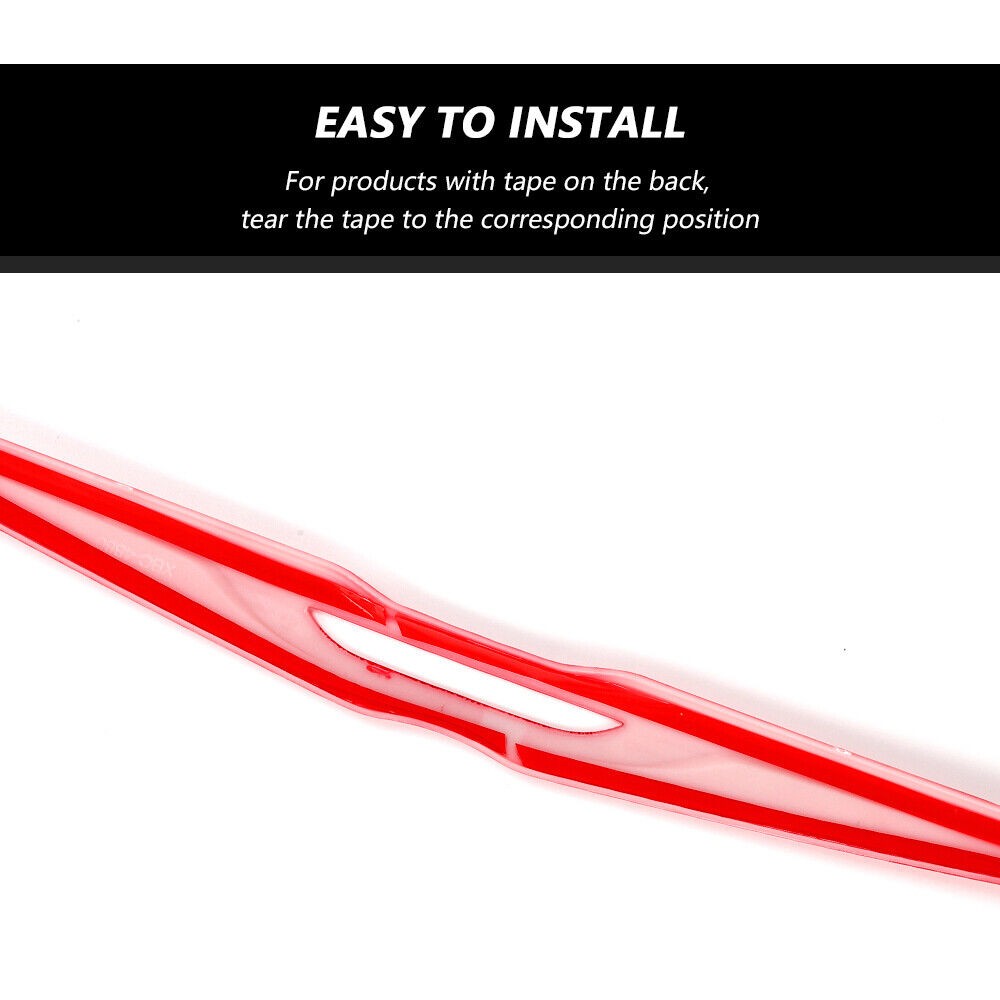 EASY TO INSTALL
For products with tape on the back,
tear the tape to the corresponding position